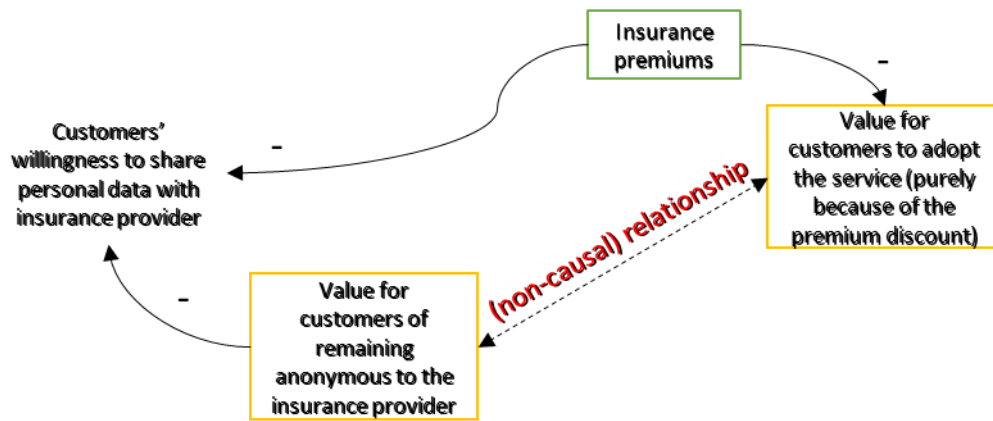 Insurance
premiums
-
-
Customers'
willingness to share
personal data with
insurance provider
Value for
customers to adopt
the service (purely
because of the
premium discount)
(non-causal) relationship
-
Value for
customers of
remaining
anonymous to the
insurance provider